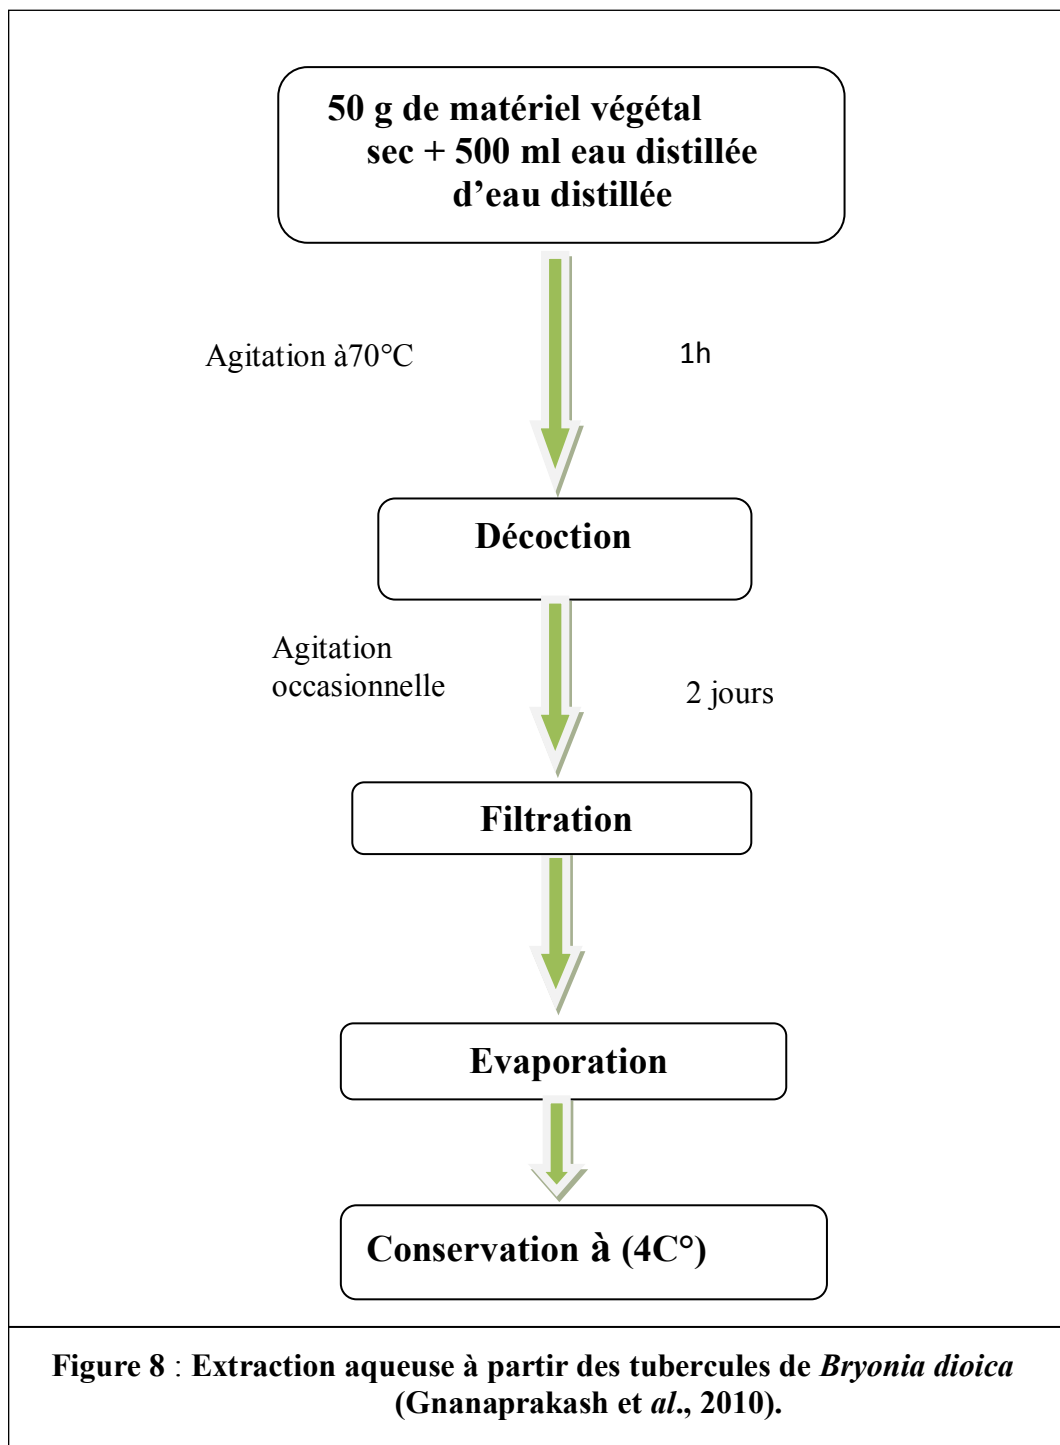 50 g de matériel végétal
sec + 500 ml eau distillée
d’eau distillée
Agitation à70°C
1h
Décoction
Agitation
occasionnelle
2 jours
Filtration
Evaporation
Conservation à (4C°)
Figure 8 : Extraction aqueuse à partir des tubercules de Bryonia dioica
(Gnanaprakash et al., 2010).